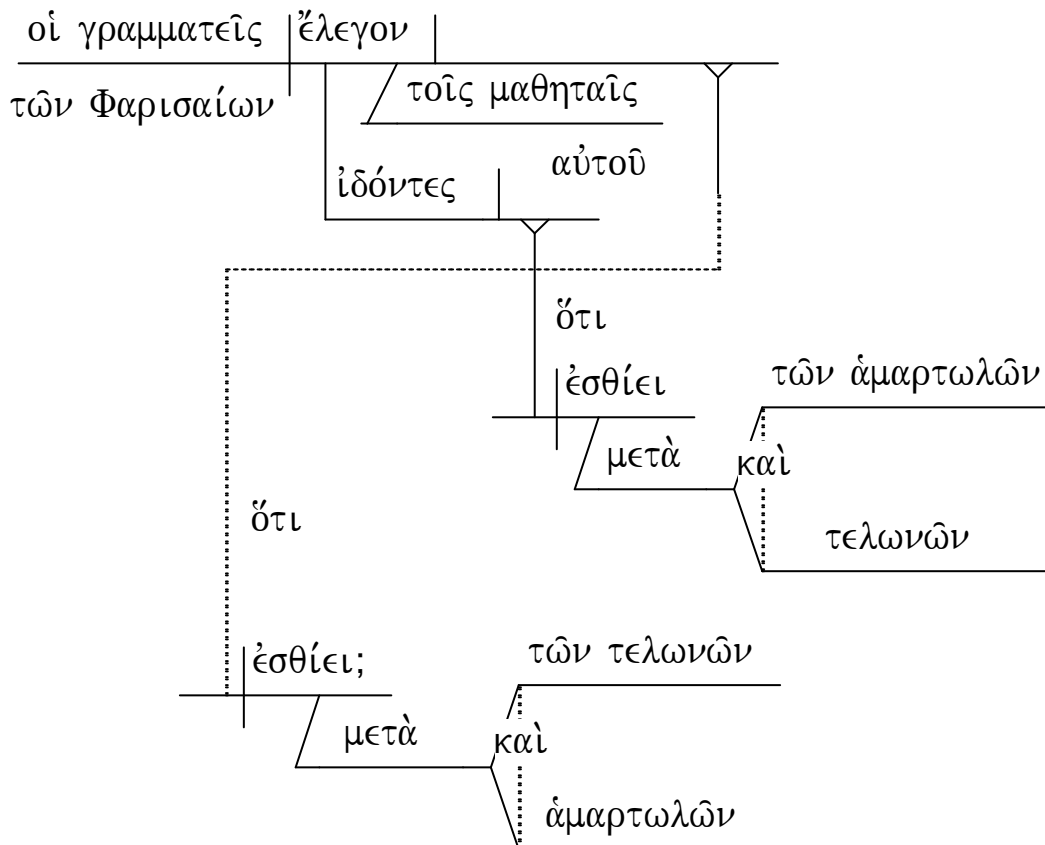 οἱ γραμματεῖς ἔλεγον
τῶν Φαρισαίων
τοῖς μαθηταῖς
αὐτοῦ
ἰδόντες
ὅτι
ἐσθίει
τῶν ἁμαρτωλῶν
μετὰ
καὶ
τελωνῶν
ὅτι
ἐσθίει;
τῶν τελωνῶν
μετὰ
καὶ
ἁμαρτωλῶν